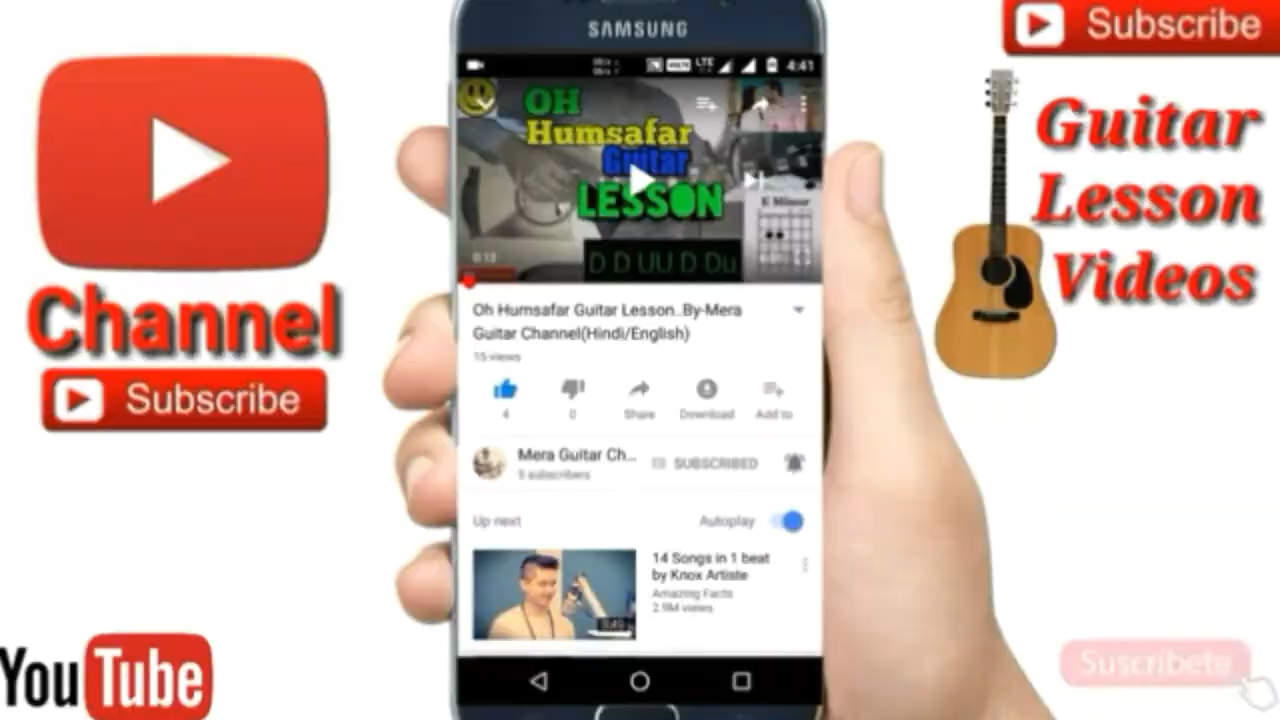 Channel
Subscribe
YouTube
SAMSUNG
LTE
4:41
OH
Humsafar
Guitar
LESSON
E Minor
0:13
D D UU D Du
Oh Humsafar Guitar Lesson..By-Mera
Guitar Channel(Hindi/English)
15 views
4
0
Share
Download
Add to
Mera Guitar Ch...
SUBSCRIBED
5 subscribers
Up next
Autoplay
14 Songs in 1 beat
by Knox Artiste
Amazing Facts
2.9M views
Subscribe
Guitar
Lesson
Videos
Suscribete